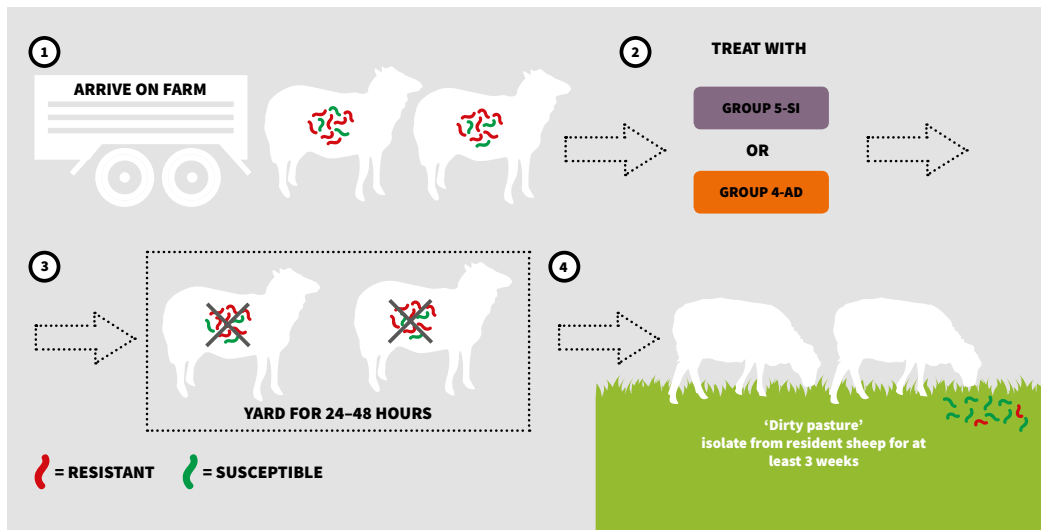 1
ARRIVE ON FARM
2
TREAT WITH
GROUP 5-SI
OR
GROUP 4-AD
3
YARD FOR 24–48 HOURS
4
‘Dirty pasture’
isolate from resident sheep for at
least 3 weeks
= RESISTANT
= SUSCEPTIBLE